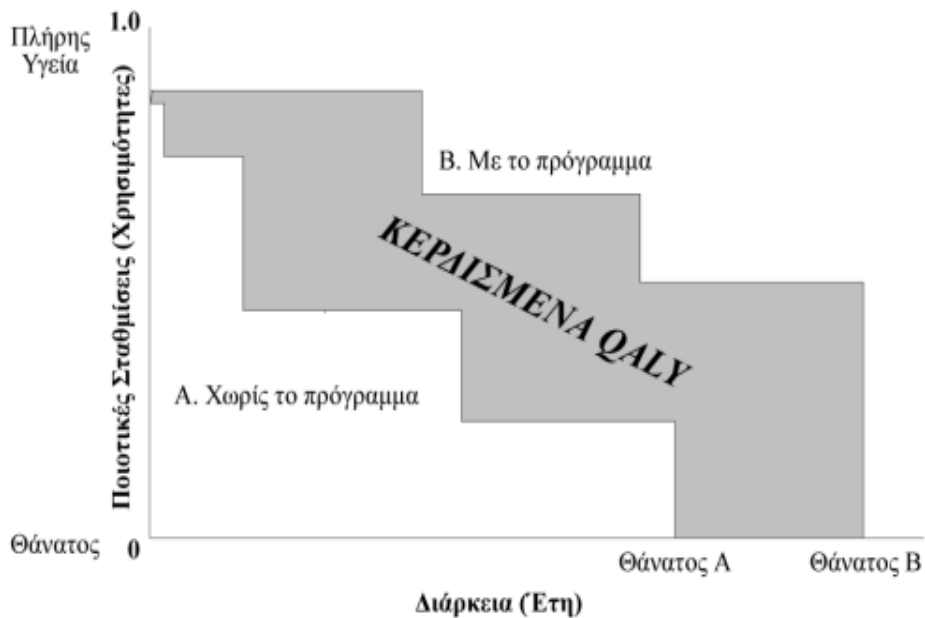 1.0
Πλήρης
Υγεία
Ποιοτικές Σταθμίσεις (Χρησιμότητες)
Β. Με το πρόγραμμα
ΚΕΡΔΙΣΜΕΝΑ QALY
Α. Χωρίς το πρόγραμμα
Θάνατος
0
Θάνατος Α
Θάνατος Β
Διάρκεια (Έτη)